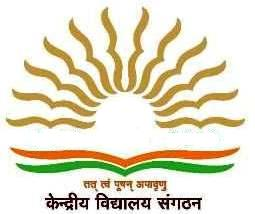 तत् त्वं पूषन् अपावृणु
केन्द्रीय विद्यालय संगठन